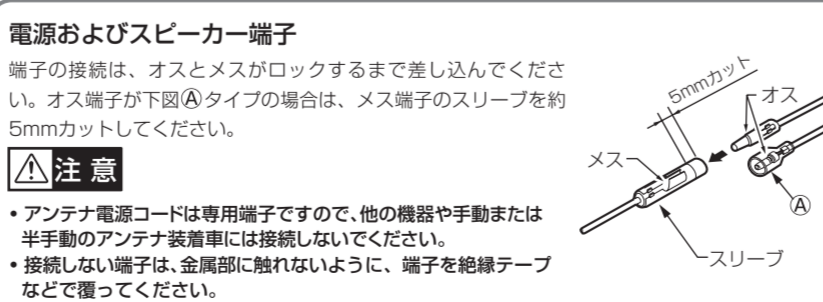 電源およびスピーカー端子
端子の接続は、オスとメスがロックするまで差し込んでくださ
い。オス端子が下図Ⓐタイプの場合は、メス端子のスリーブを約
5mmカットしてください。
注 意
• アンテナ電源コードは専用端子ですので、他の機器や手動または
半手動のアンテナ装着車には接続しないでください。
• 接続しない端子は、金属部に触れないように、端子を絶縁テープ
などで覆ってください。
5mmカット
オス
メス
Ⓐ
スリーブ